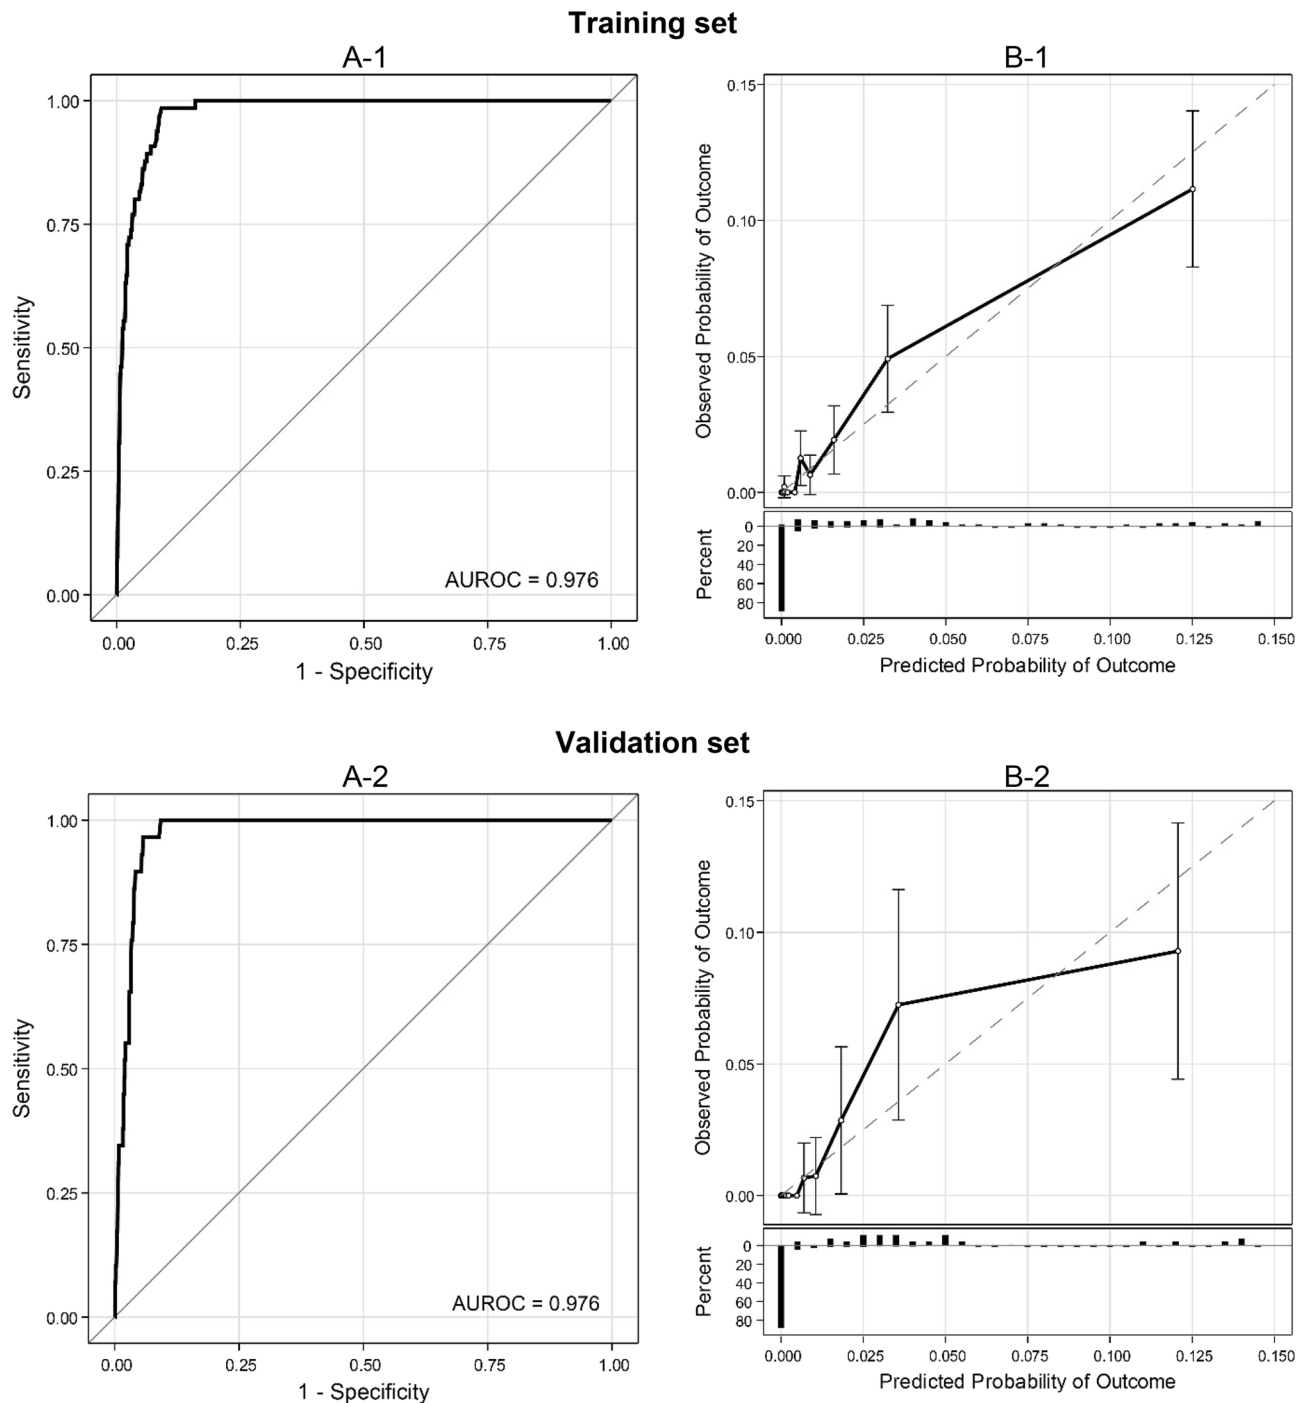 Training set
A-1
1.00
0.75
0.50
0.25
0.00
Sensitivity
AUROC = 0.976
0.00 0.25 0.50 0.75 1.00
1 - Specificity
B-1
0.15
0.10
0.05
0.00
Observed Probability of Outcome
0
20
40
60
80
Percent
0.000 0.025 0.050 0.075 0.100 0.125 0.150
Predicted Probability of Outcome
Validation set
A-2
1.00
0.75
0.50
0.25
0.00
Sensitivity
AUROC = 0.976
0.00 0.25 0.50 0.75 1.00
1 - Specificity
B-2
0.15
0.10
0.05
0.00
Observed Probability of Outcome
0
20
40
60
80
Percent
0.000 0.025 0.050 0.075 0.100 0.125 0.150
Predicted Probability of Outcome